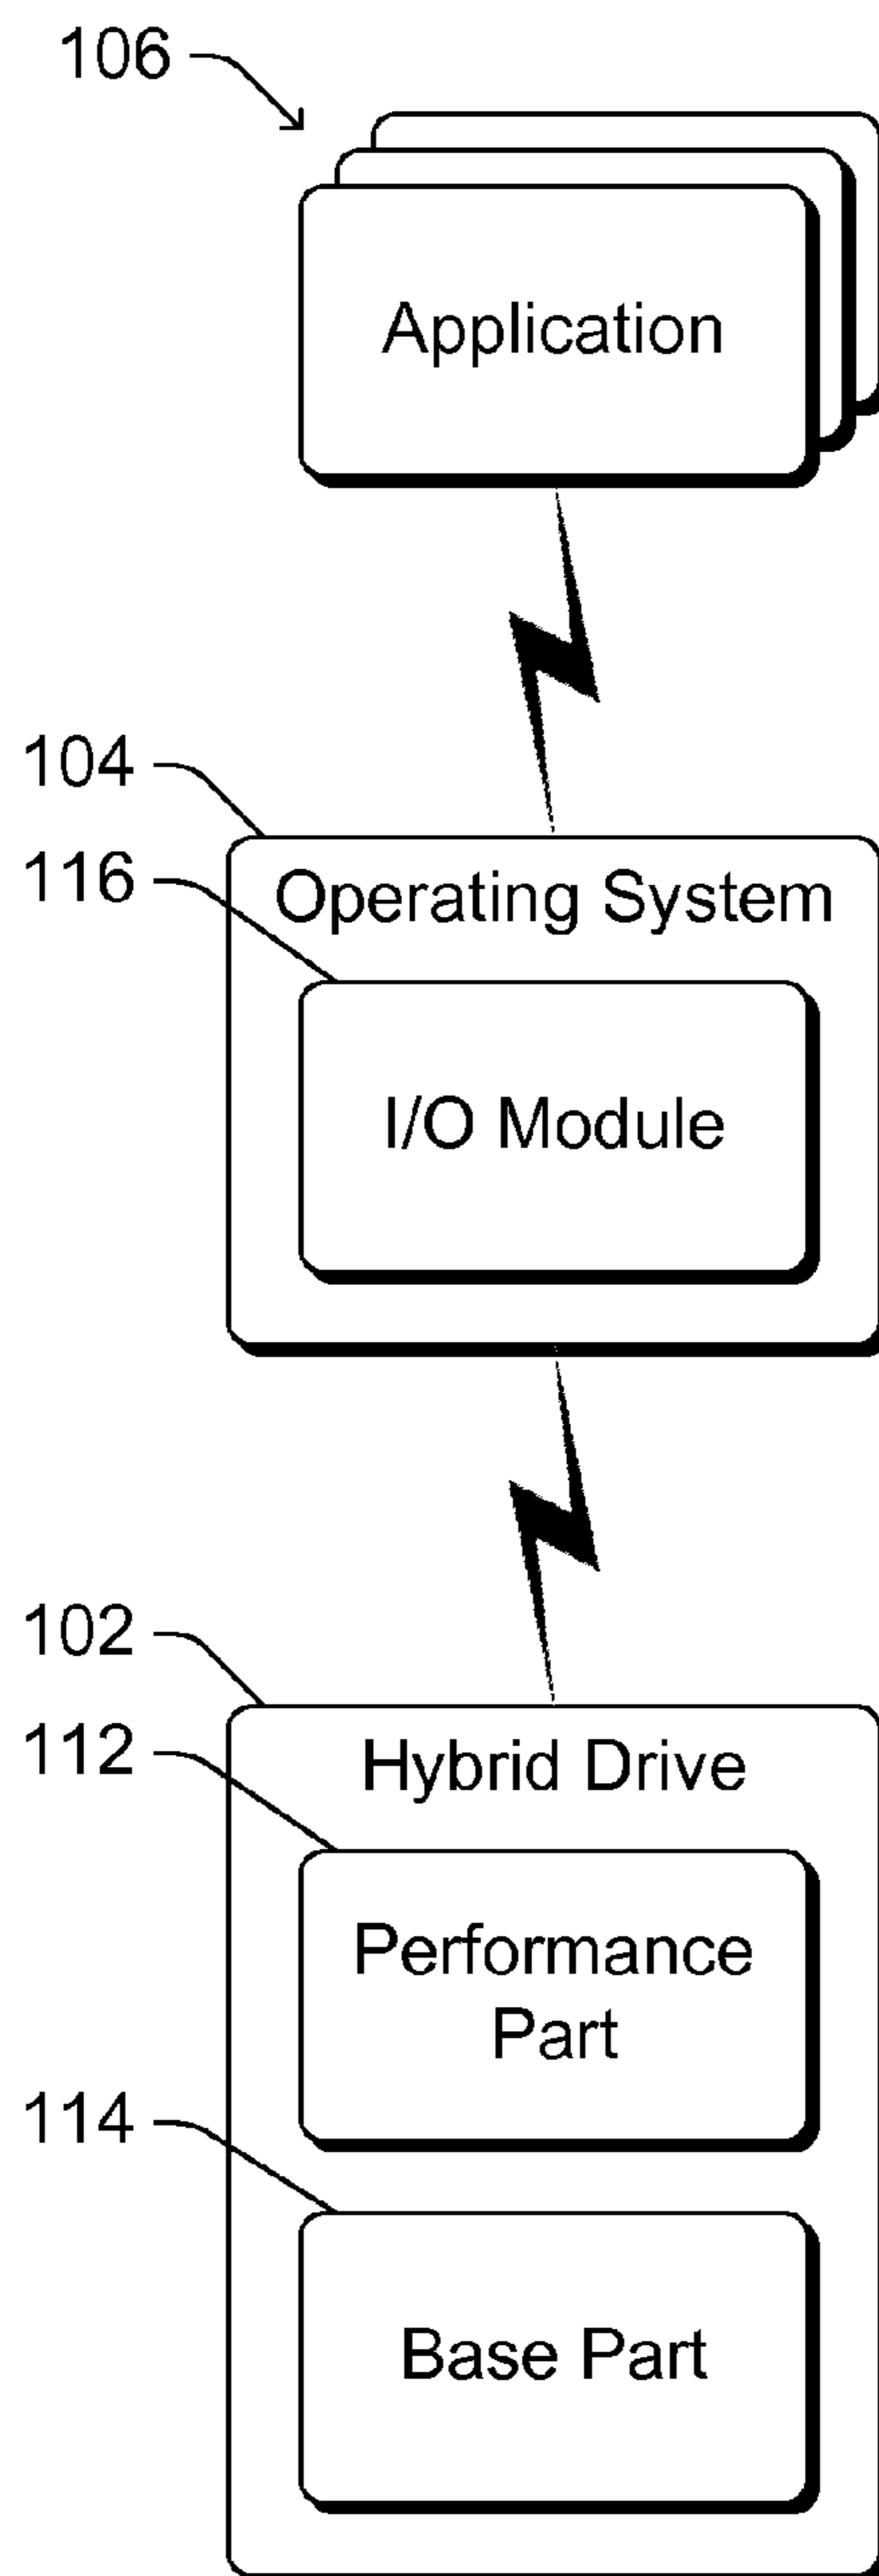 106
Application
104
116
Operating System
I/O Module
102
112
Hybrid Drive
Performance
Part
114
Base Part